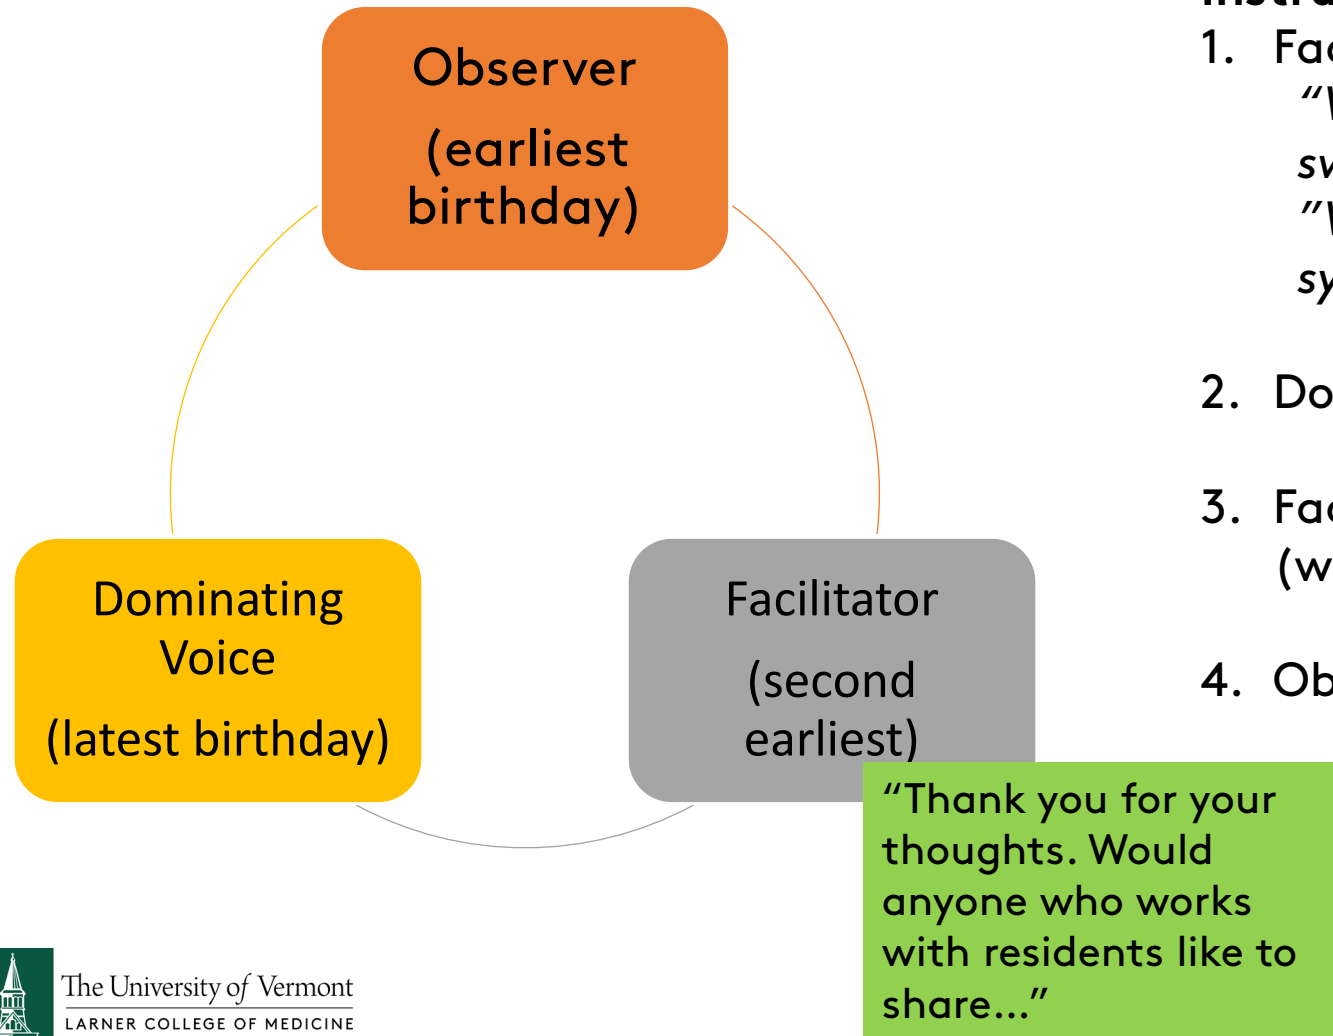 Observer
(earliest
birthday)
Dominating
Voice
(latest birthday)
Facilitator
(second
earliest)
1.
2.
3.
4.
“Thank you for your
thoughts. Would
anyone who works
with residents like to
share...”
The University of Vermont
LARNER COLLEGE OF MEDICINE